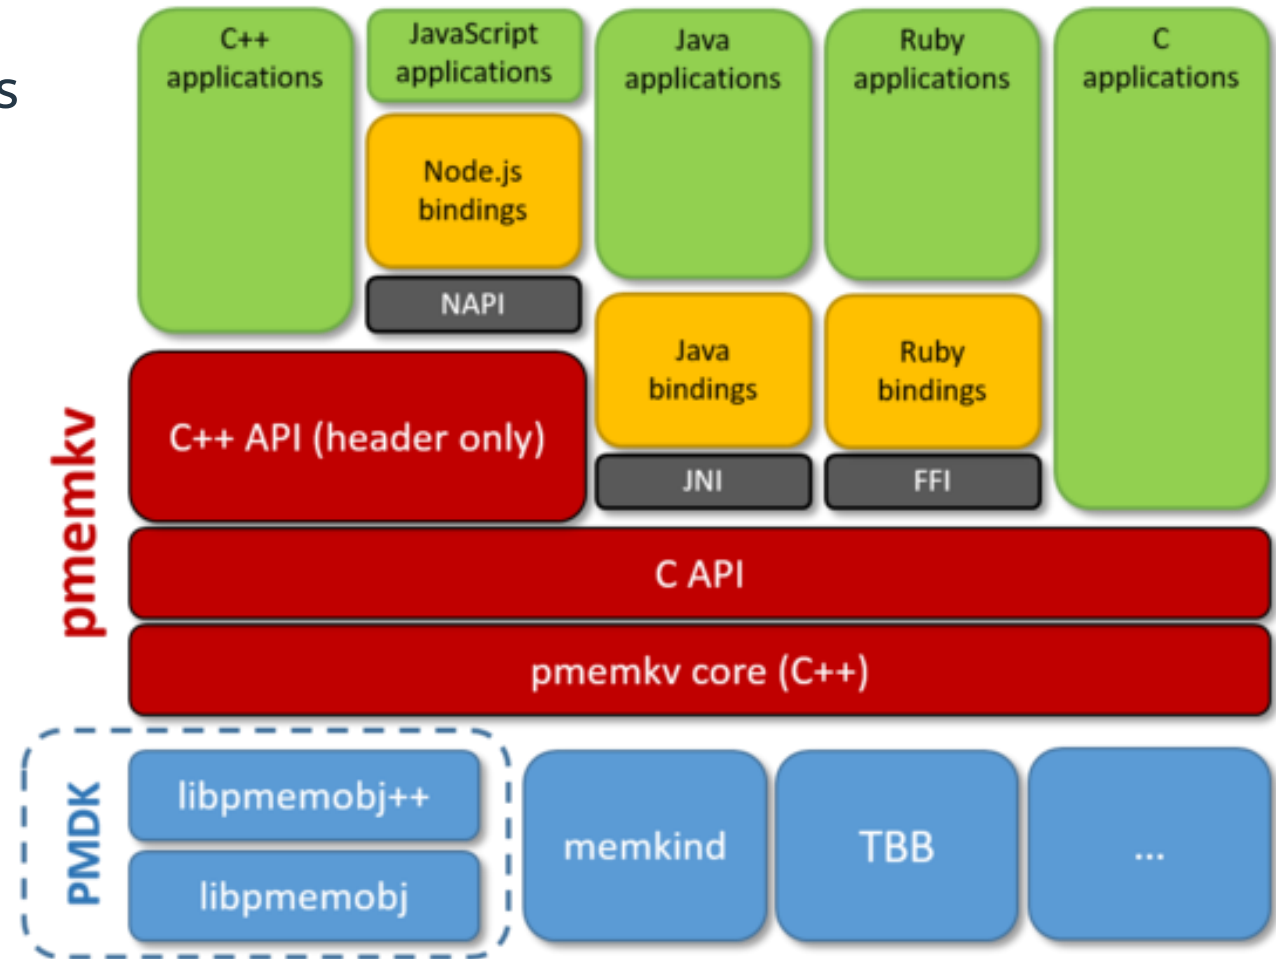 s
C++
applications
JavaScript
applications
Java
applications
Ruby
applications
C
applications
Node.js
bindings
NAPI
Java
bindings
Ruby
bindings
JNI
FFI
pmemkv
C++ API (header only)
C API
pmemkv core (C++)
PMDK
libpmemobj++
libpmemobj
memkind
TBB
...